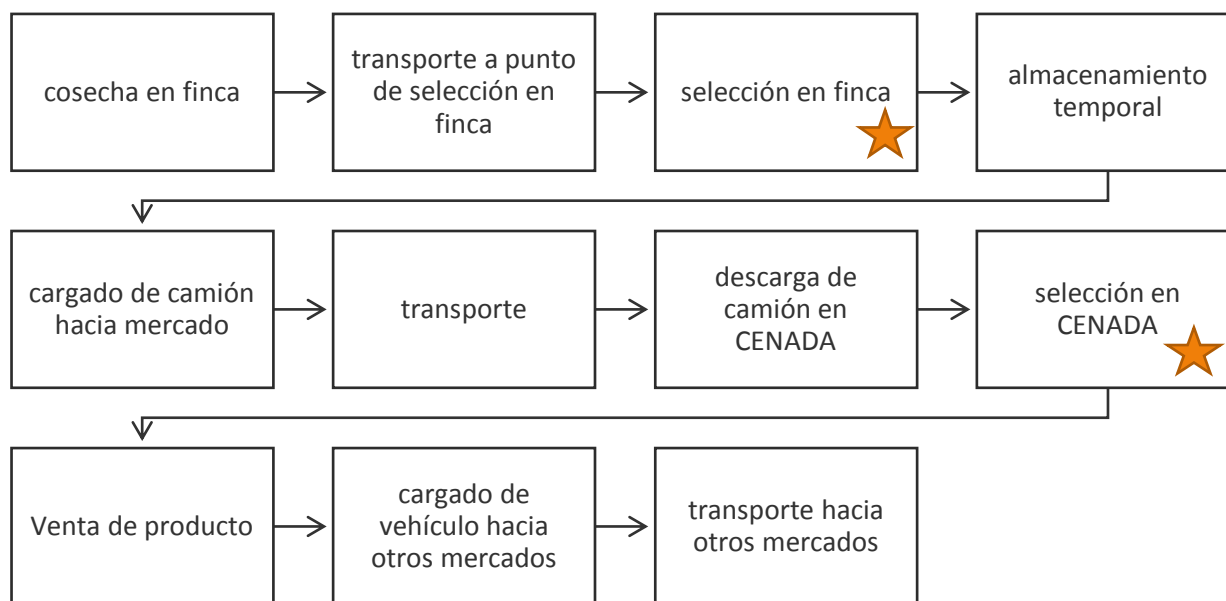 cosecha en finca
transporte a punto
de selección en
finca
selección en finca
almacenamiento
temporal
cargado de camión
hacia mercado
transporte
descarga de
camión en
CENADA
selección en
CENADA
Venta de producto
cargado de
vehículo hacia
otros mercados
transporte hacia
otros mercados